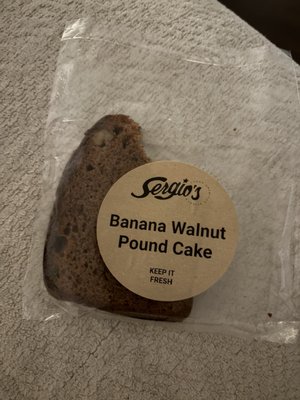 Sergio's
Banana Walnut
Pound Cake
KEEP IT
FRESH